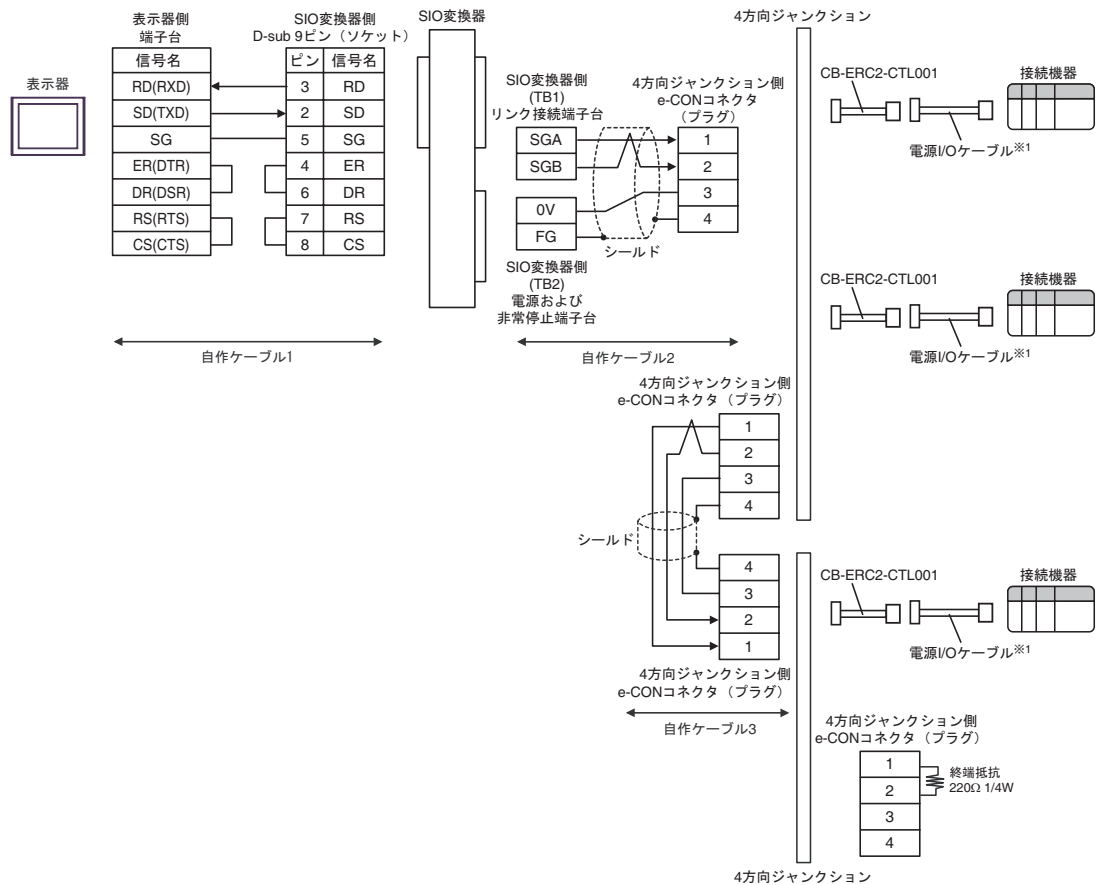 表示器
表示器側
端子台
信号名
RD(RXD)
SD(TXD)
SG
ER(DTR)
DR(DSR)
RS(RTS)
CS(CTS)
SIO変換器側
D-sub 9ピン（ソケット）
ピン 信号名
3 RD
2 SD
5 SG
4 ER
6 DR
7 RS
8 CS
自作ケーブル1
SIO変換器
SIO変換器側
(TB1)
リンク接続端子台
SGA
SGB
0V
FG
SIO変換器側
(TB2)
電源および
非常停止端子台
シールド
4方向ジャンクション側
e-CONコネクタ
（プラグ）
1
2
3
4
自作ケーブル2
4方向ジャンクション
CB-ERC2-CTL001
接続機器
電源I/Oケーブル※1
CB-ERC2-CTL001
接続機器
電源I/Oケーブル※1
4方向ジャンクション側
e-CONコネクタ（プラグ）
1
2
3
4
シールド
4
3
2
1
4方向ジャンクション側
e-CONコネクタ（プラグ）
自作ケーブル3
CB-ERC2-CTL001
接続機器
電源I/Oケーブル※1
4方向ジャンクション側
e-CONコネクタ（プラグ）
1
2
3
4
終端抵抗
220Ω 1/4W
4方向ジャンクション